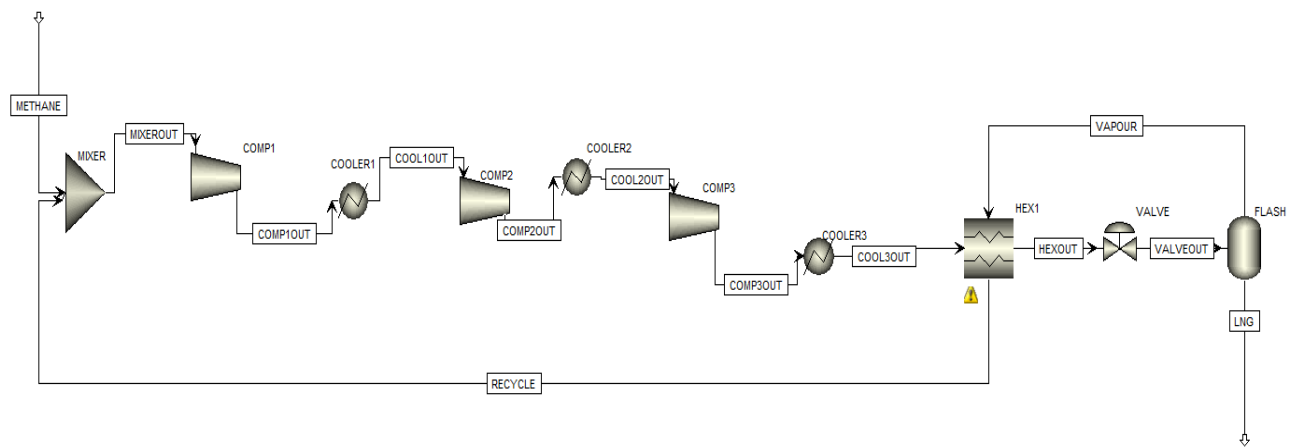 METHANE
MIXER
MIXEROUT
COMP1
COMP1OUT
COOLER1
COOL1OUT
COMP2
COMP2OUT
COOLER2
COOL2OUT
COMP3
COMP3OUT
COOLER3
COOL3OUT
HEX1
HEXOUT
VALVE
VALVEOUT
VAPOUR
FLASH
LNG
RECYCLE